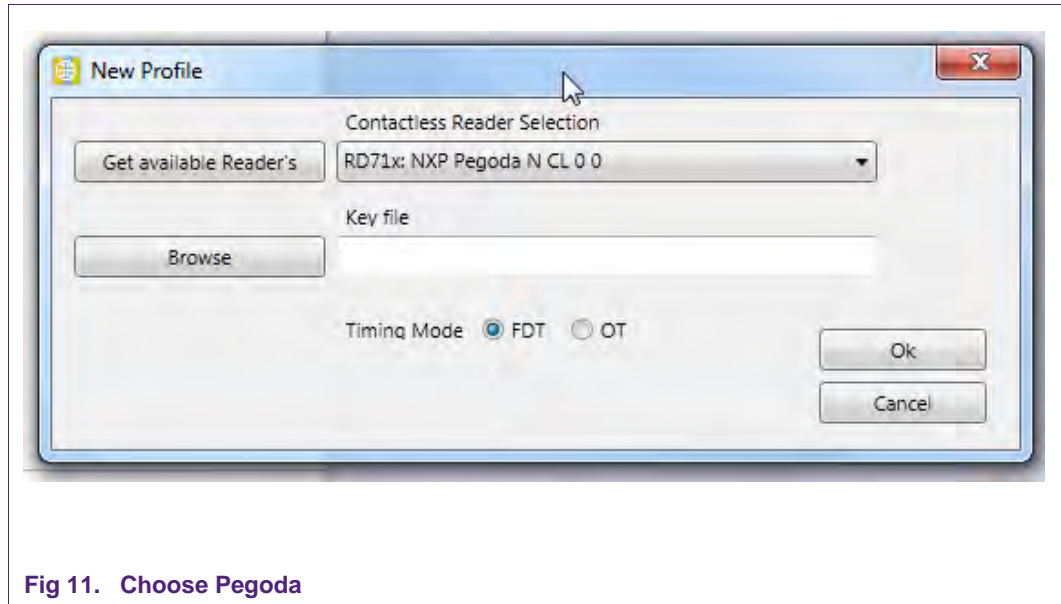 New Profile
Contactless Reader Selection
Get available Reader's
RD71x: NXP Pegoda N CL 0 0
Key file
Browse
Timing Mode FDT OT
Ok
Cancel
Fig 11. Choose Pegoda